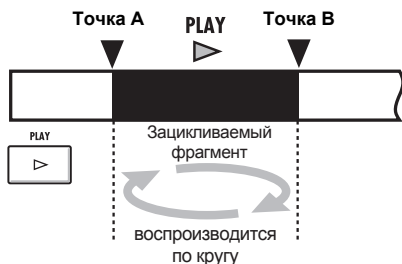 Точка А PLAY Точка В
PLAY
Зацикливаемый
фрагмент
воспроизводится
по кругу